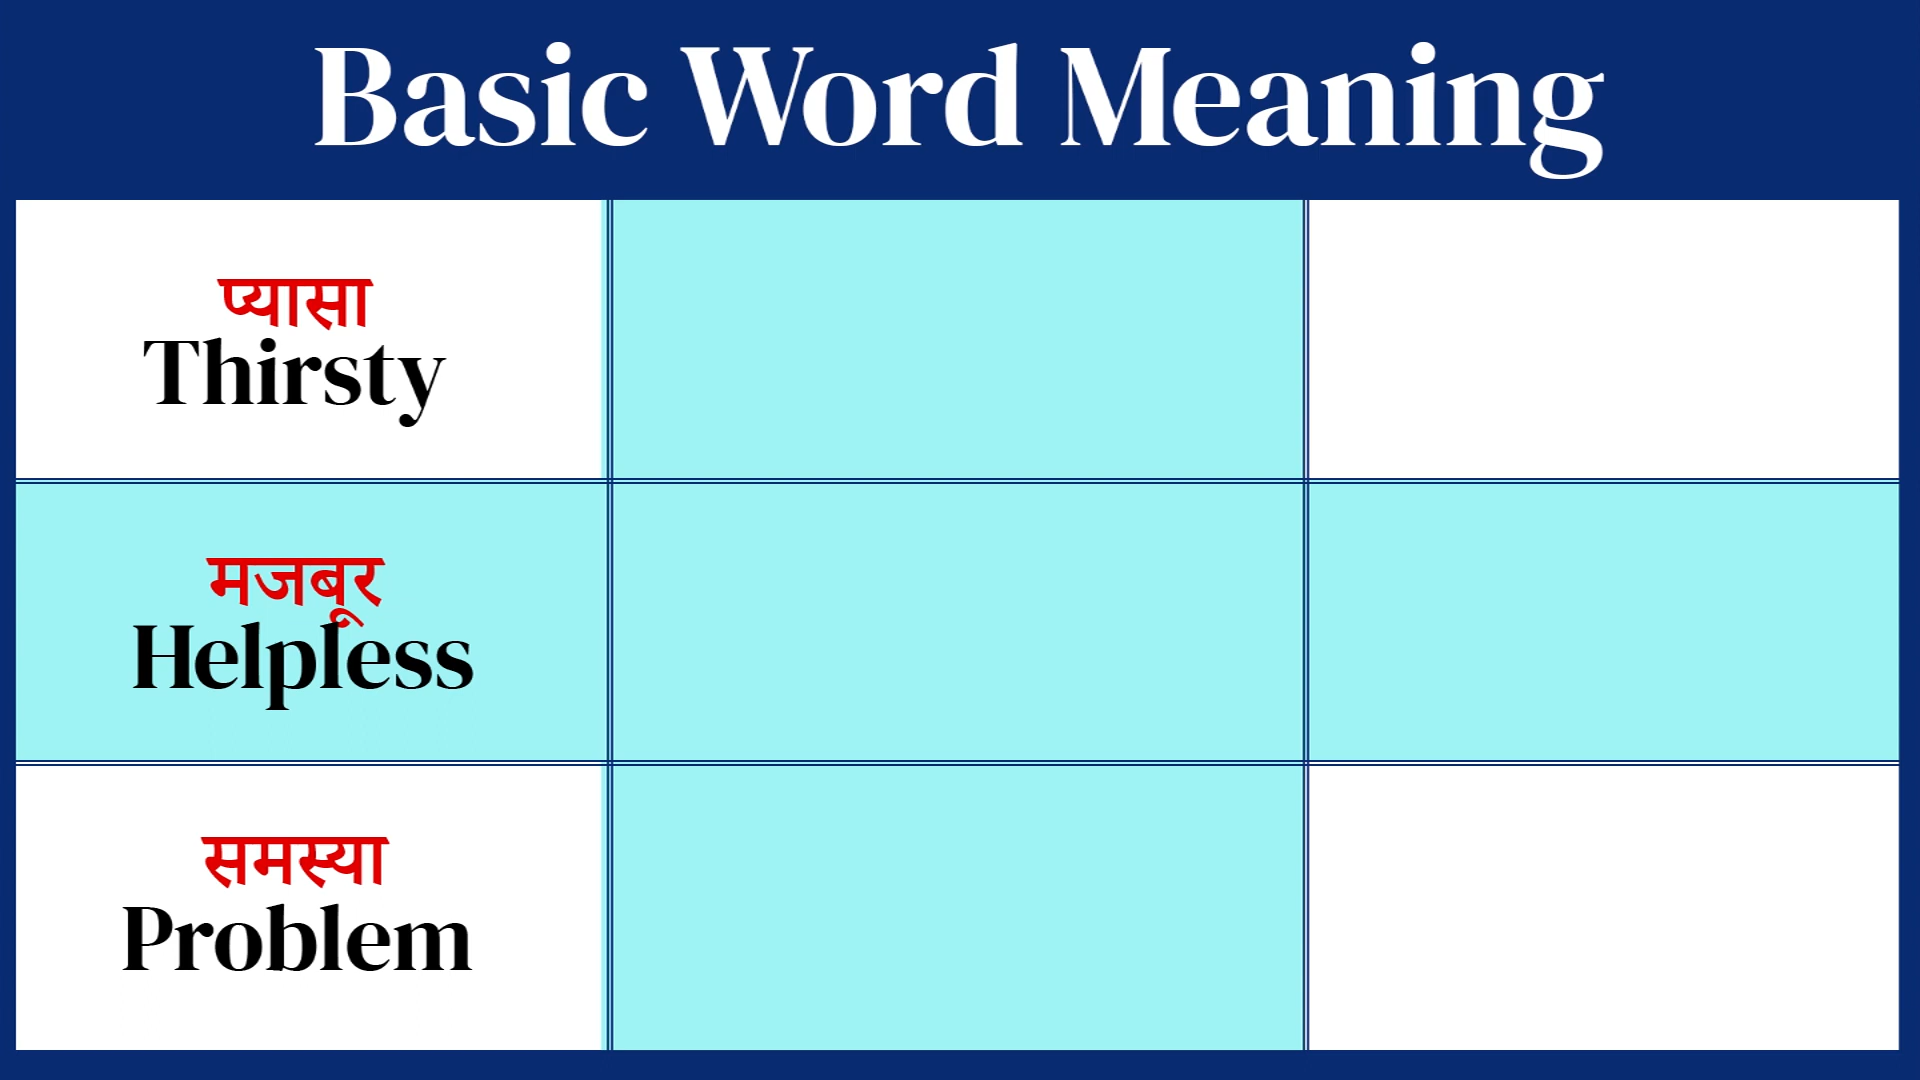 Basic Word Meaning
प्यासा
Thirsty
मजबूर
Helpless
समस्या
Problem